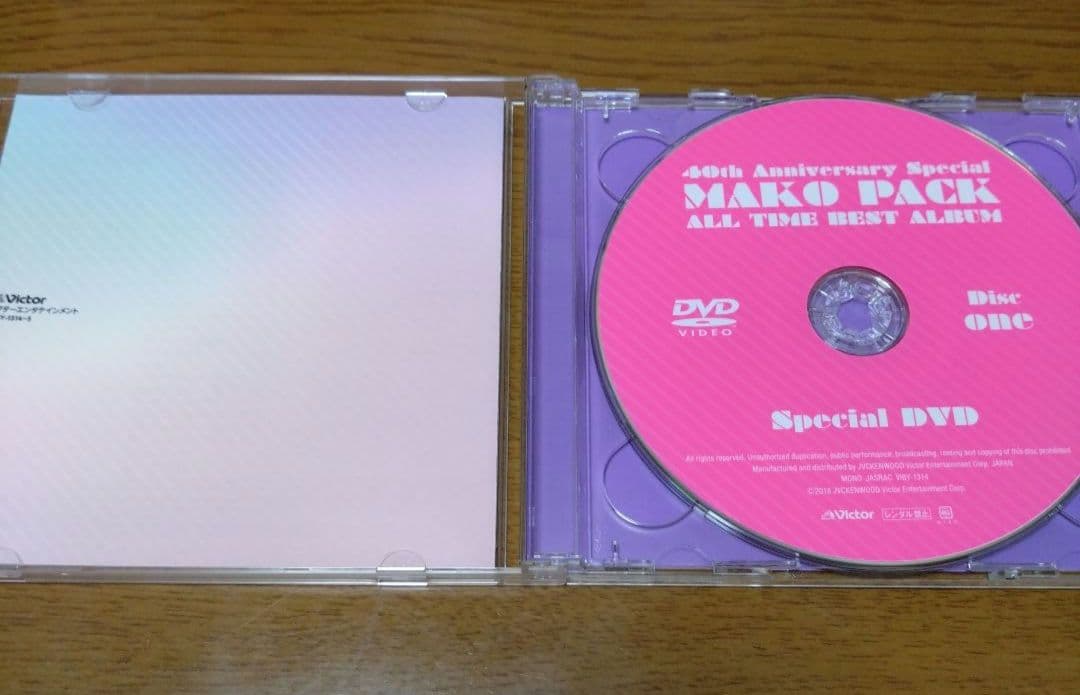 Victor
ターエンタテインメント
40th Anniversary Special
MAKO PACK
ALL TIME BEST ALBUM
DVD
VIDEO
Disc
one
Special DVD
All rights reserved. Unauthorized duplication, public performance, broadcasting, renting and copying of this disc prohibited.
Manufactured and distributed by JVCKENWOOD Victor Entertainment Corp. JAPAN
MONO JASRAC VIBY-1314
©2018 JVCKENWOOD Victor Entertainment Corp.
Victor
レンタル禁止